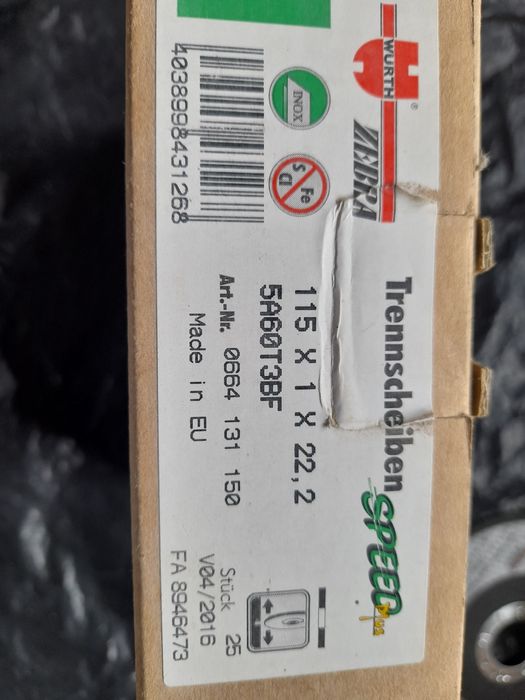 WÜRTH
®
ZEBRA
Trennscheiben
SPEED plus
INOX
Fe
S
Cl
115 X 1 X 22,2
5A60T3BF
Art.-Nr. 0664 131 150
Made in EU
4038998431268
Stück 25
V04/2016
FA 8946473